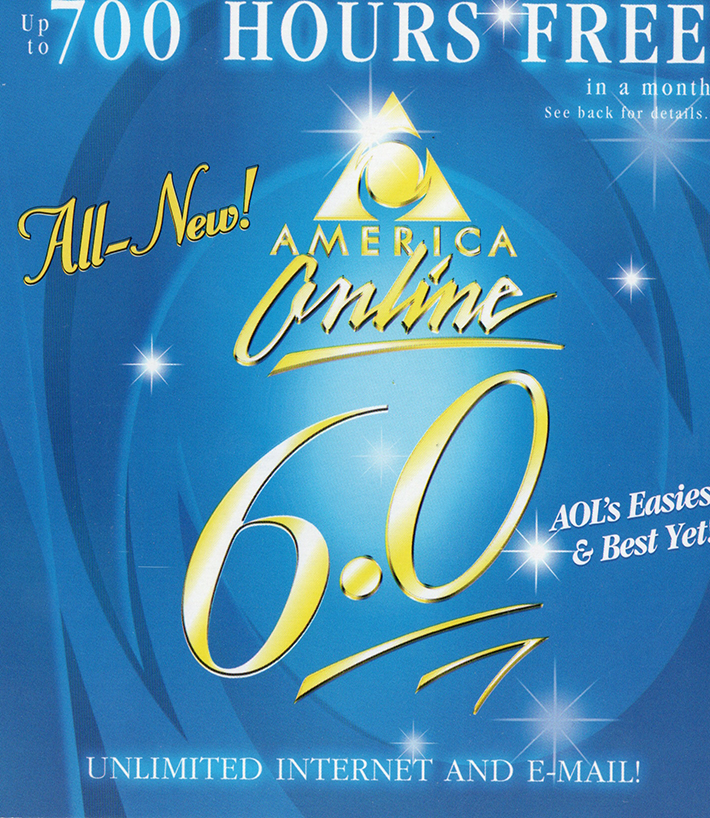 Up to 700 HOURS FREE
in a month
See back for details.
All-New!
AMERICA
Online
6.0
AOL's Easies
& Best Yet!
UNLIMITED INTERNET AND E-MAIL!